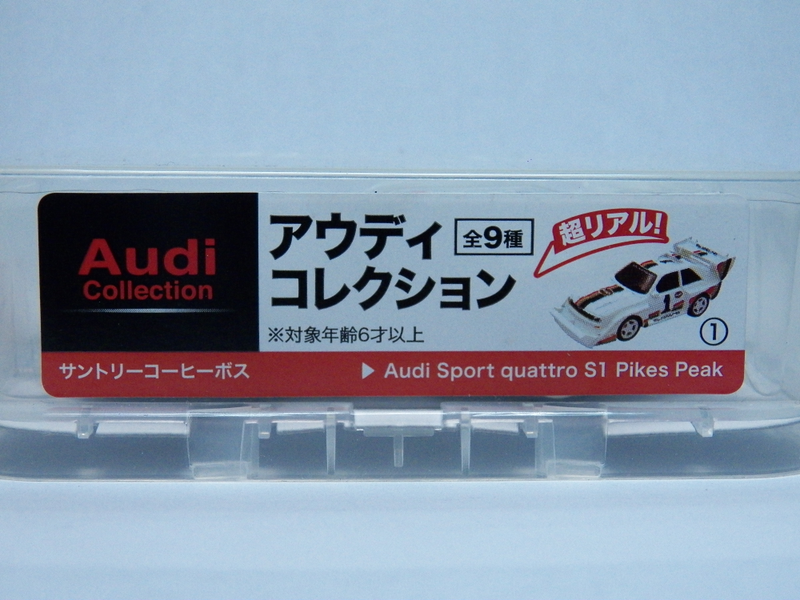 Audi
Collection
アウディ
コレクション
全9種
超リアル!
※対象年齢6才以上
1
①
サントリーコーヒーボス
▶ Audi Sport quattro S1 Pikes Peak